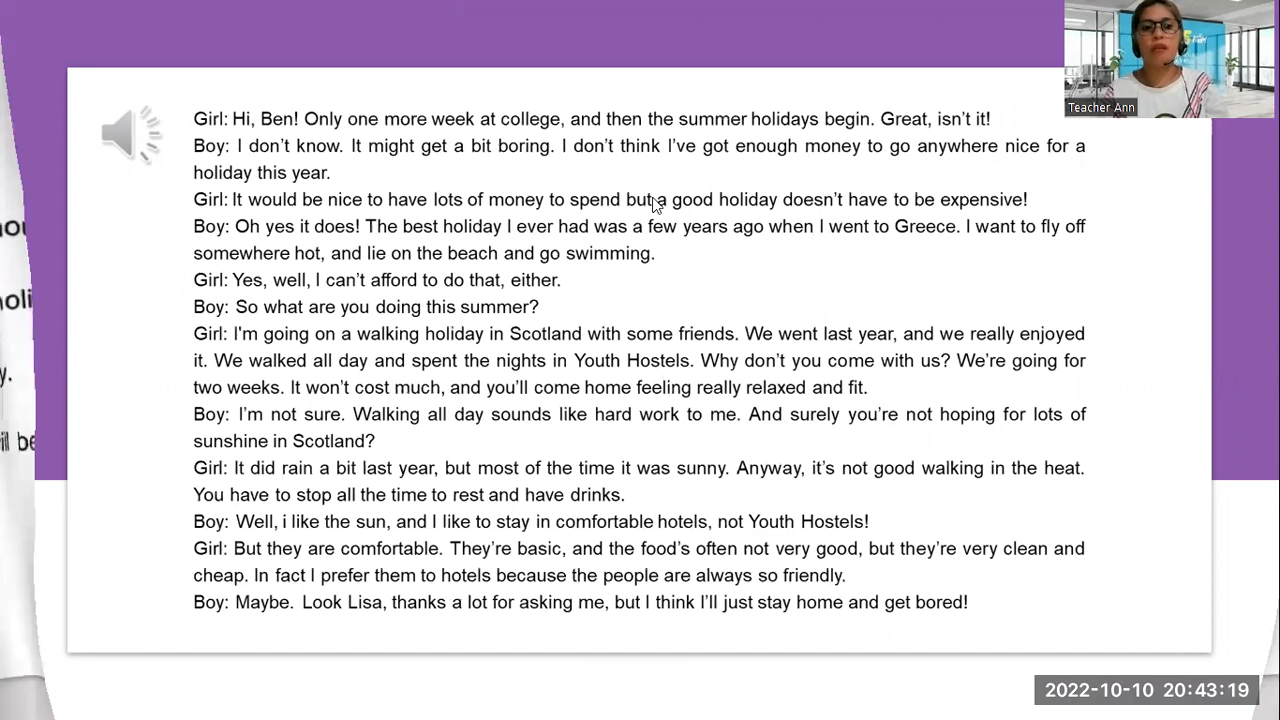 Teacher Ann
Girl: Hi, Ben! Only one more week at college, and then the summer holidays begin. Great, isn't it!
Boy: I don't know. It might get a bit boring. I don't think I've got enough money to go anywhere nice for a
holiday this year.
Girl: It would be nice to have lots of money to spend but a good holiday doesn't have to be expensive!
Boy: Oh yes it does! The best holiday I ever had was a few years ago when I went to Greece. I want to fly off
somewhere hot, and lie on the beach and go swimming.
Girl: Yes, well, I can't afford to do that, either.
Boy: So what are you doing this summer?
Girl: I'm going on a walking holiday in Scotland with some friends. We went last year, and we really enjoyed
it. We walked all day and spent the nights in Youth Hostels. Why don't you come with us? We're going for
two weeks. It won't cost much, and you'll come home feeling really relaxed and fit.
Boy: I'm not sure. Walking all day sounds like hard work to me. And surely you're not hoping for lots of
sunshine in Scotland?
Girl: It did rain a bit last year, but most of the time it was sunny. Anyway, it's not good walking in the heat.
You have to stop all the time to rest and have drinks.
Boy: Well, i like the sun, and I like to stay in comfortable hotels, not Youth Hostels!
Girl: But they are comfortable. They're basic, and the food's often not very good, but they're very clean and
cheap. In fact I prefer them to hotels because the people are always so friendly.
Boy: Maybe. Look Lisa, thanks a lot for asking me, but I think I'll just stay home and get bored!
2022-10-10 20:43:19